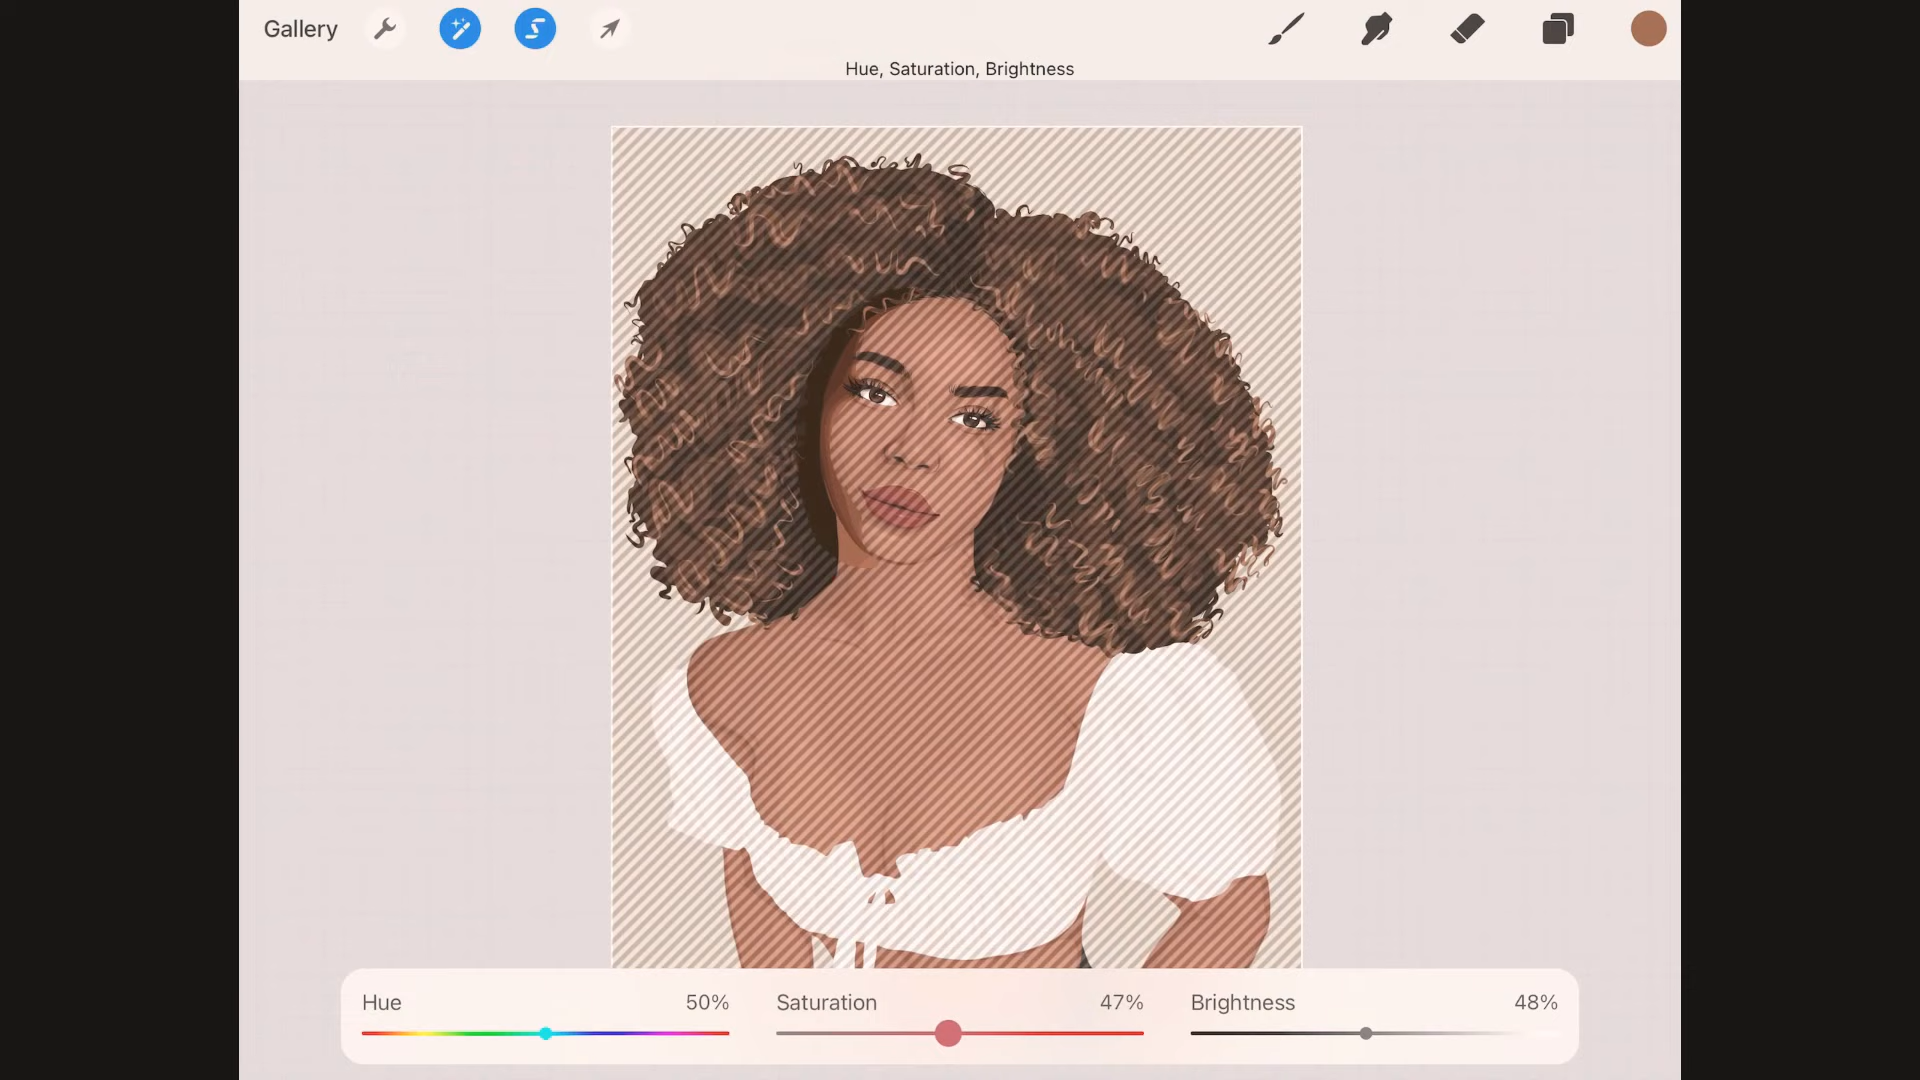 Gallery
Hue, Saturation, Brightness
Hue 50% Saturation 47% Brightness 48%